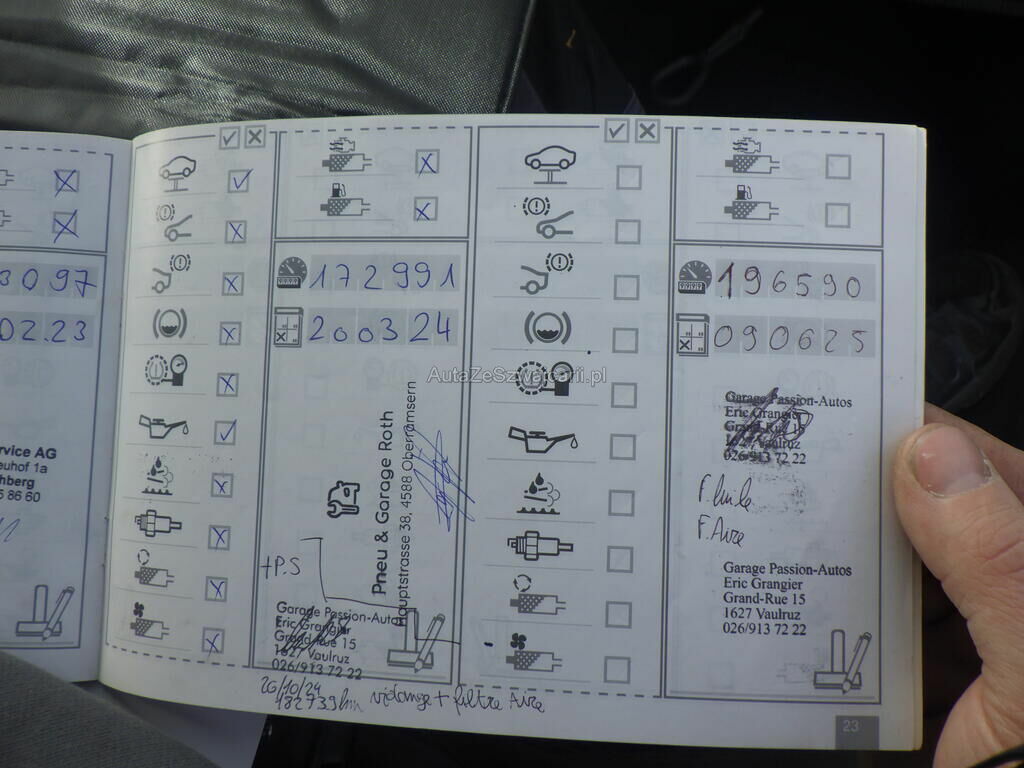 3097
02.23
rvice AG
euhof 1a
hberg
5 86 60
172991
200324
Pneu & Garage Roth
Hauptstrasse 38, 4588 Oberramsern
+P.S
Garage Passion-Autos
Eric Grangier
Grand-Rue 15
1627 Vaulruz
026/913 72 22
26/10/24
182739km vidange + filtre Aire
196590
090625
Garage Passion-Autos
Eric Grangier
Grand-Rue 15
1627 Vaulruz
026/913 72 22
F. huile
F. Aire
Garage Passion-Autos
Eric Grangier
Grand-Rue 15
1627 Vaulruz
026/913 72 22
23
AutaZeSzwajcarii.pl